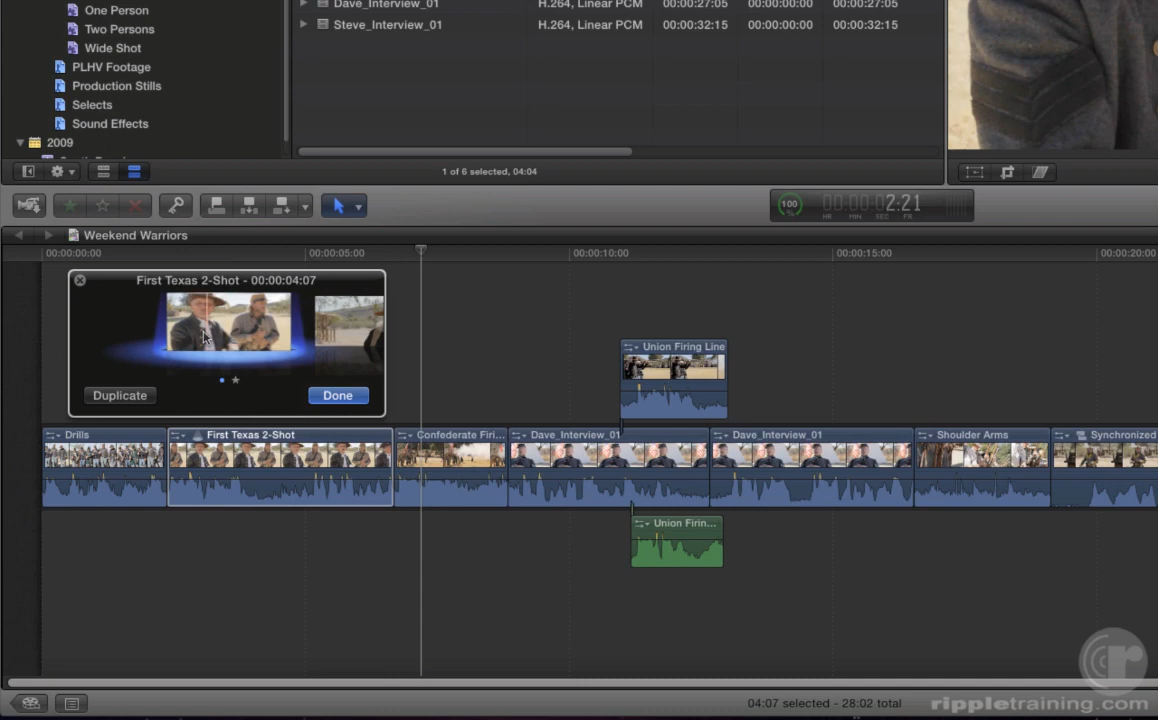 One Person
Two Persons
Wide Shot
PLHV Footage
Production Stills
Selects
Sound Effects
2009
Dave_Interview_01 H.264, Linear PCM 00:00:27:05 00:00:00:00 00:00:27:05
Steve_Interview_01 H.264, Linear PCM 00:00:32:15 00:00:00:00 00:00:32:15
1 of 6 selected, 04:04
100 00:00:02:21
HR MIN SEC FR
Weekend Warriors
00:00:00:00 00:00:05:00 00:00:10:00 00:00:15:00 00:00:20:00
First Texas 2-Shot - 00:00:04:07
Duplicate Done
Union Firing Line
Drills First Texas 2-Shot Confederate Firi... Dave_Interview_01 Dave_Interview_01 Shoulder Arms Synchronized
Union Firin...
04:07 selected - 28:02 total
rippletraining.com